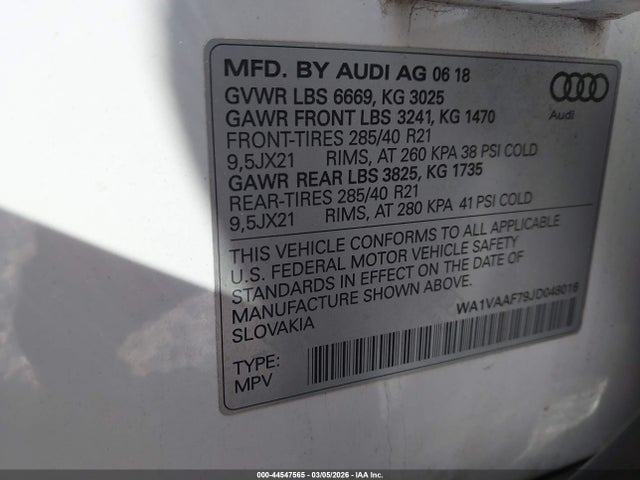 MFD. BY AUDI AG 06 18
GVWR LBS 6669, KG 3025
GAWR FRONT LBS 3241, KG 1470
FRONT-TIRES 285/40 R21
9,5JX21 RIMS, AT 260 KPA 38 PSI COLD
GAWR REAR LBS 3825, KG 1735
REAR-TIRES 285/40 R21
9,5JX21 RIMS, AT 280 KPA 41 PSI COLD
Audi
THIS VEHICLE CONFORMS TO ALL APPLICABLE
U.S. FEDERAL MOTOR VEHICLE SAFETY
STANDARDS IN EFFECT ON THE DATE OF
MANUFACTURE SHOWN ABOVE.
SLOVAKIA
WA1VAAF79JD048016
TYPE:
MPV
000-44547565 - 03/05/2026 - IAA Inc.